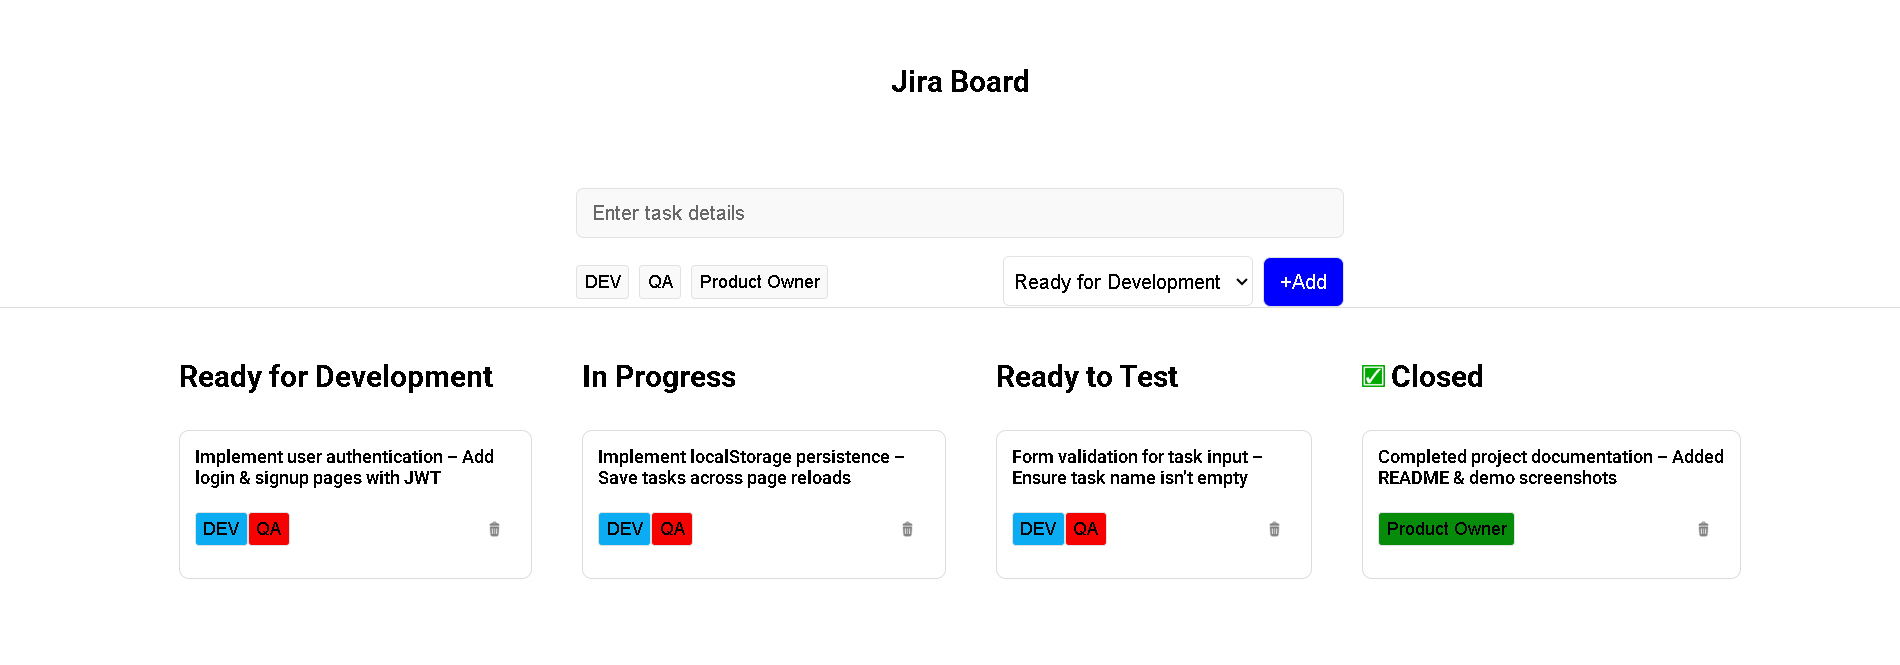 Jira Board
Enter task details
DEV QA Product Owner Ready for Development +Add
Ready for Development
In Progress
Ready to Test
Closed
Implement user authentication – Add
login & signup pages with JWT
DEV QA
Implement localStorage persistence –
Save tasks across page reloads
DEV QA
Form validation for task input –
Ensure task name isn't empty
DEV QA
Completed project documentation – Added
README & demo screenshots
Product Owner